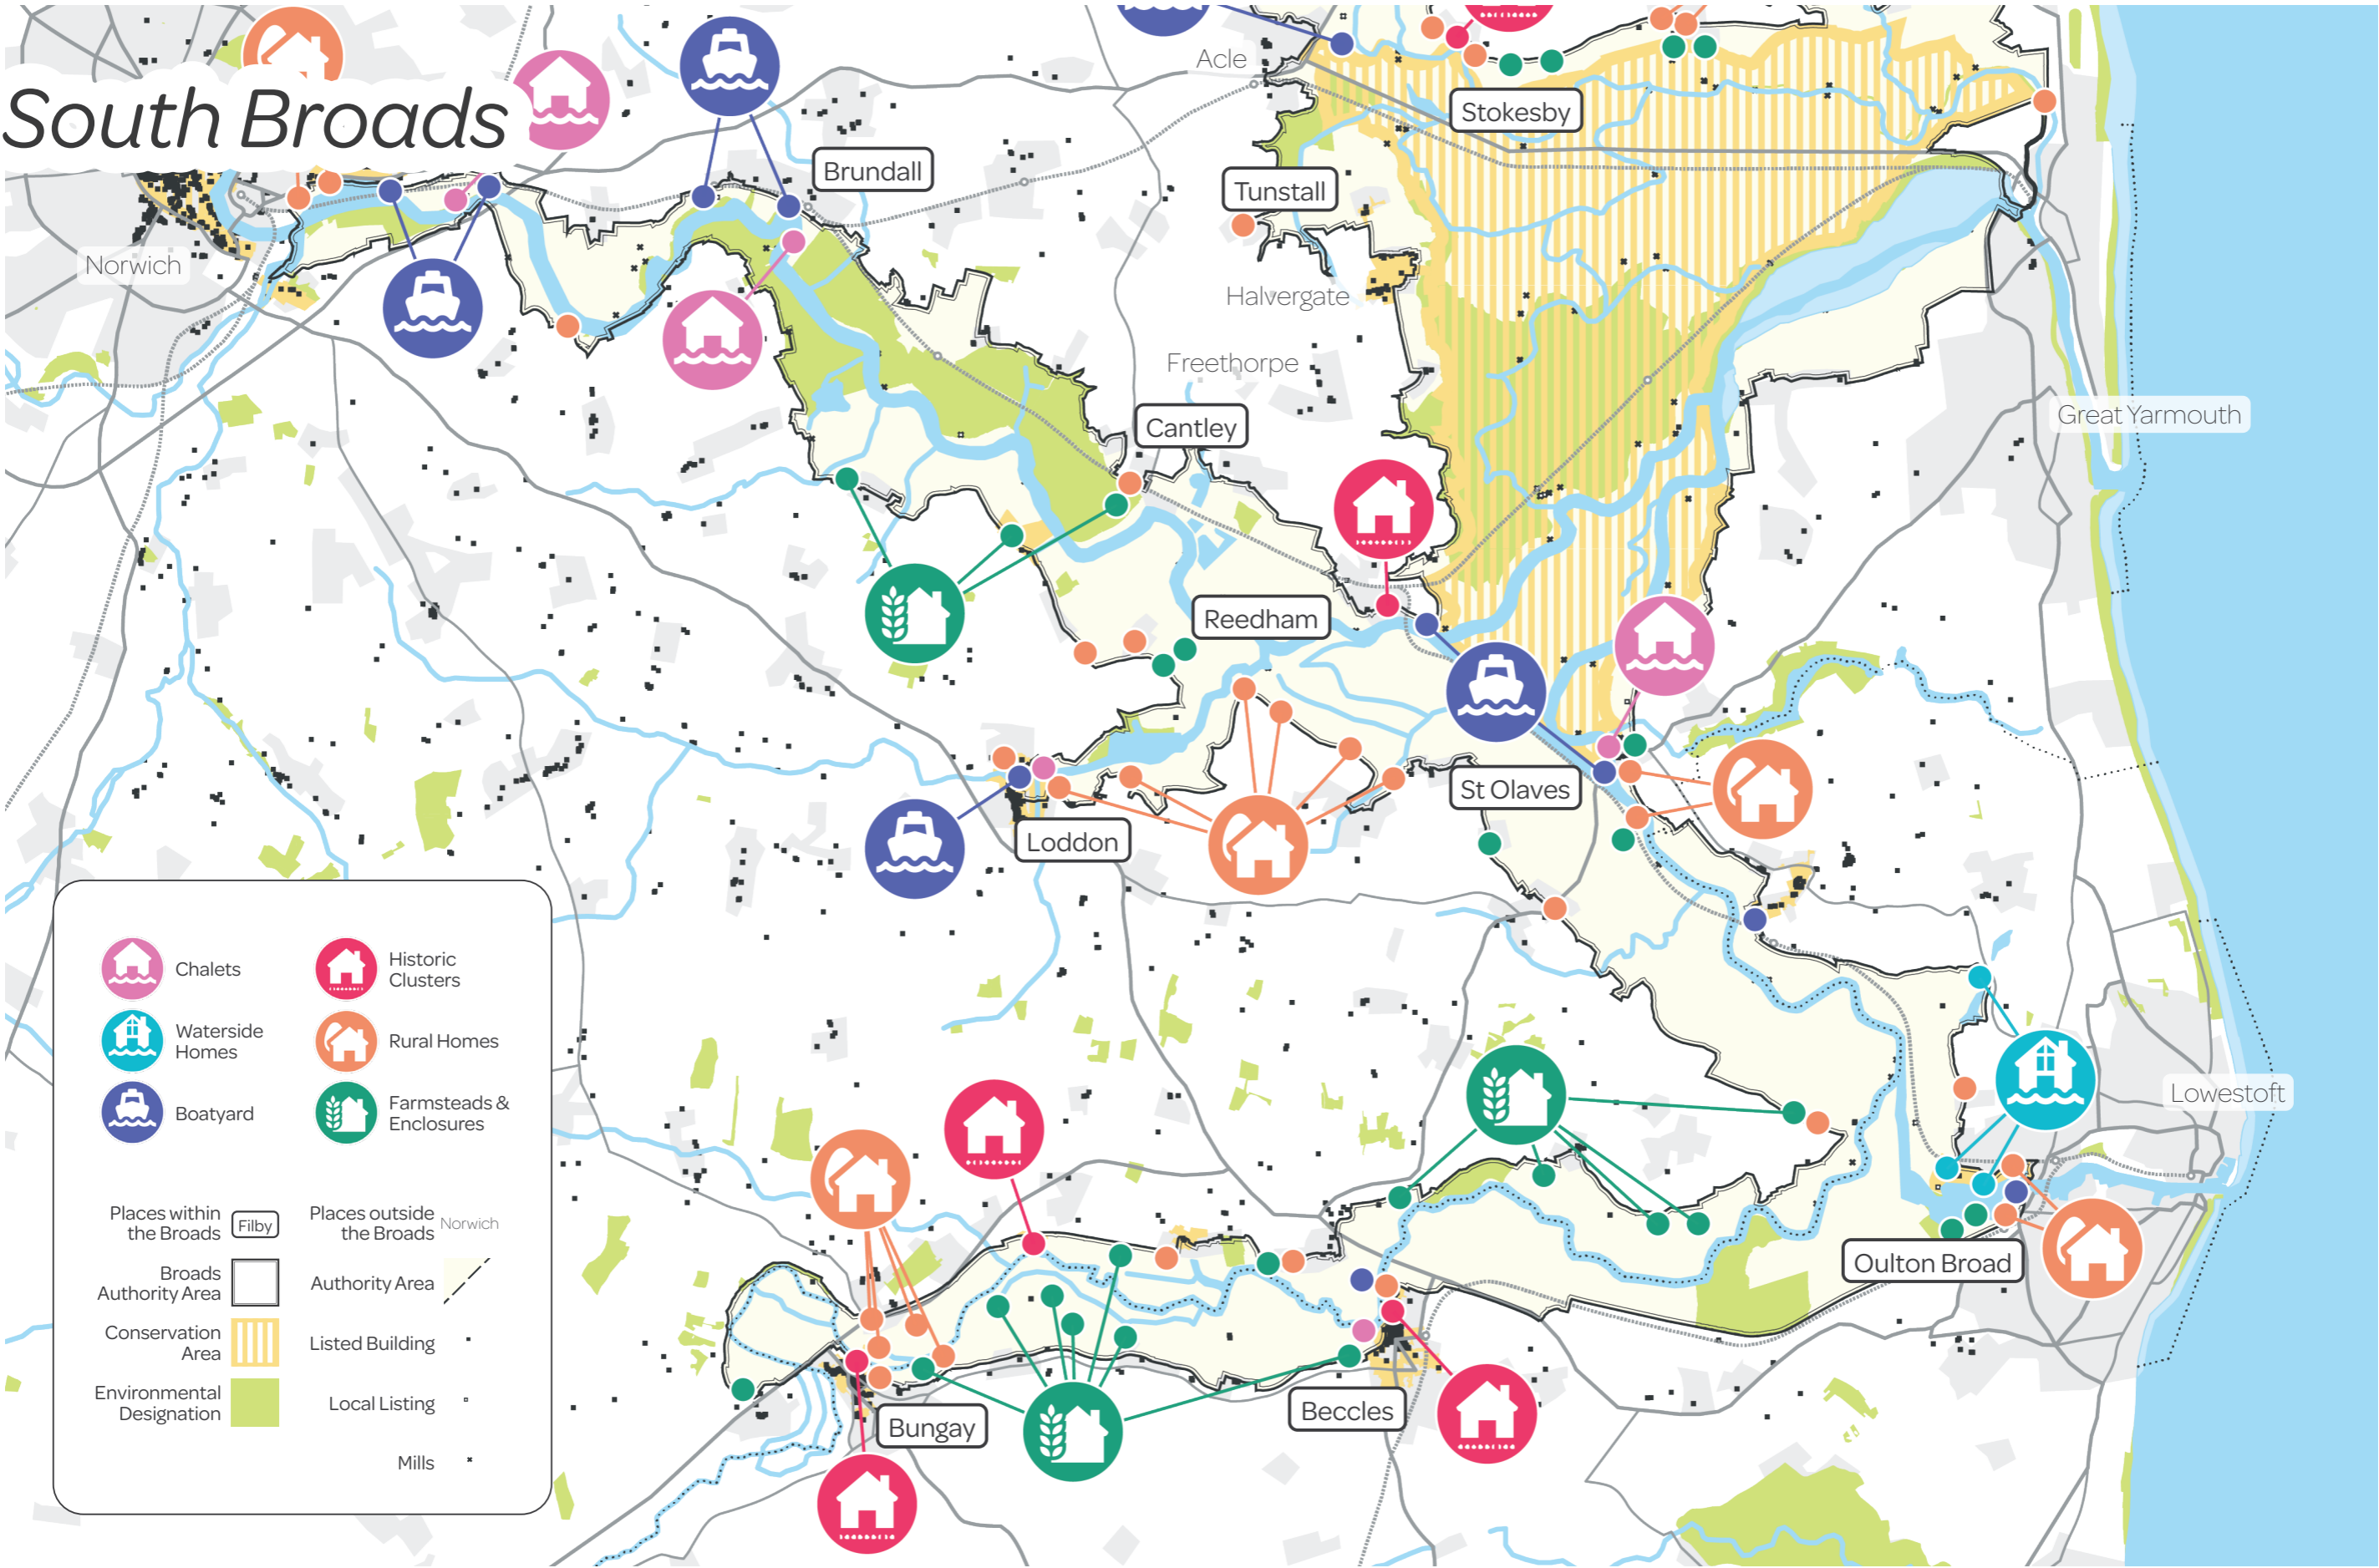 South Broads
Acle
Stokesby
Brundall
Tunstall
Norwich
Halvergate
Freethorpe
Great Yarmouth
Cantley
Reedham
St Olaves
Loddon
Chalets
Historic
Clusters
Waterside
Homes
Rural Homes
Boatyard
Farmsteads &
Enclosures
Places within
the Broads
Filby
Places outside
the Broads
Norwich
Broads
Authority Area
Authority Area
Conservation
Area
Listed Building
Environmental
Designation
Local Listing
Mills
Lowestoft
Oulton Broad
Beccles
Bungay